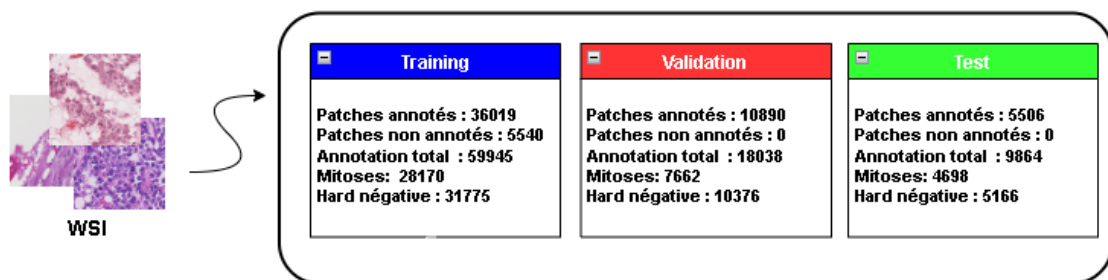 WSI
Training
Patches annotés : 36019
Patches non annotés : 5540
Annotation total : 59945
Mitoses: 28170
Hard négative : 31775
Validation
Patches annotés : 10890
Patches non annotés : 0
Annotation total : 18038
Mitoses: 7662
Hard négative : 10376
Test
Patches annotés : 5506
Patches non annotés : 0
Annotation total : 9864
Mitoses: 4698
Hard négative : 5166